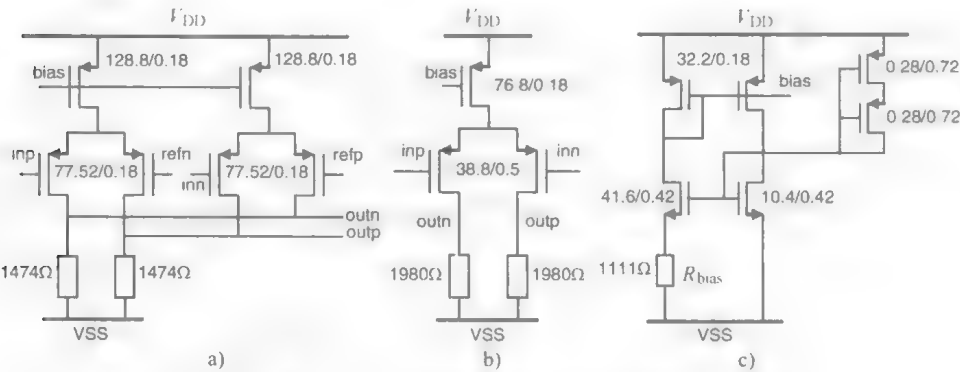 VDD
128.8/0.18
128.8/0.18
bias
inp
77.52/0.18
refn
inn
77.52/0.18
refp
outn
outp
1474Ω
1474Ω
VSS
a)
VDD
bias
76.8/0.18
inp
38.8/0.5
inn
outn
outp
1980Ω
1980Ω
VSS
b)
VDD
32.2/0.18
bias
0.28/0.72
0.28/0.72
41.6/0.42
10.4/0.42
1111Ω
Rbias
VSS
c)